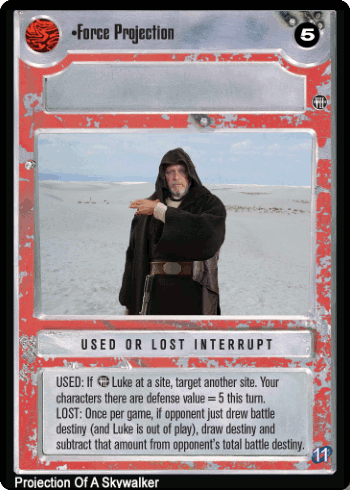 •Force Projection
5
VII
USED OR LOST INTERRUPT
USED: If VII Luke at a site, target another site. Your
characters there are defense value = 5 this turn.
LOST: Once per game, if opponent just drew battle
destiny (and Luke is out of play), draw destiny and
subtract that amount from opponent's total battle destiny.
11
Projection Of A Skywalker